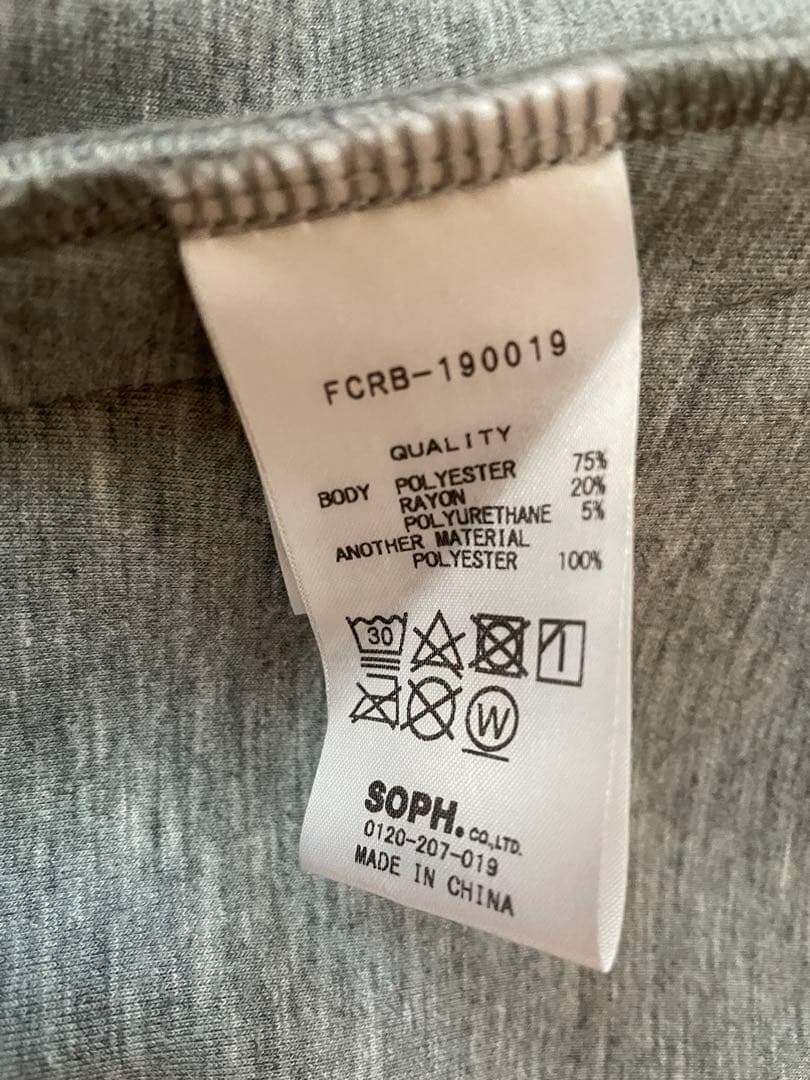 FCRB-190019
QUALITY
BODY POLYESTER 75%
RAYON 20%
POLYURETHANE 5%
ANOTHER MATERIAL
POLYESTER 100%
30
W
SOPH. CO.,LTD.
0120-207-019
MADE IN CHINA